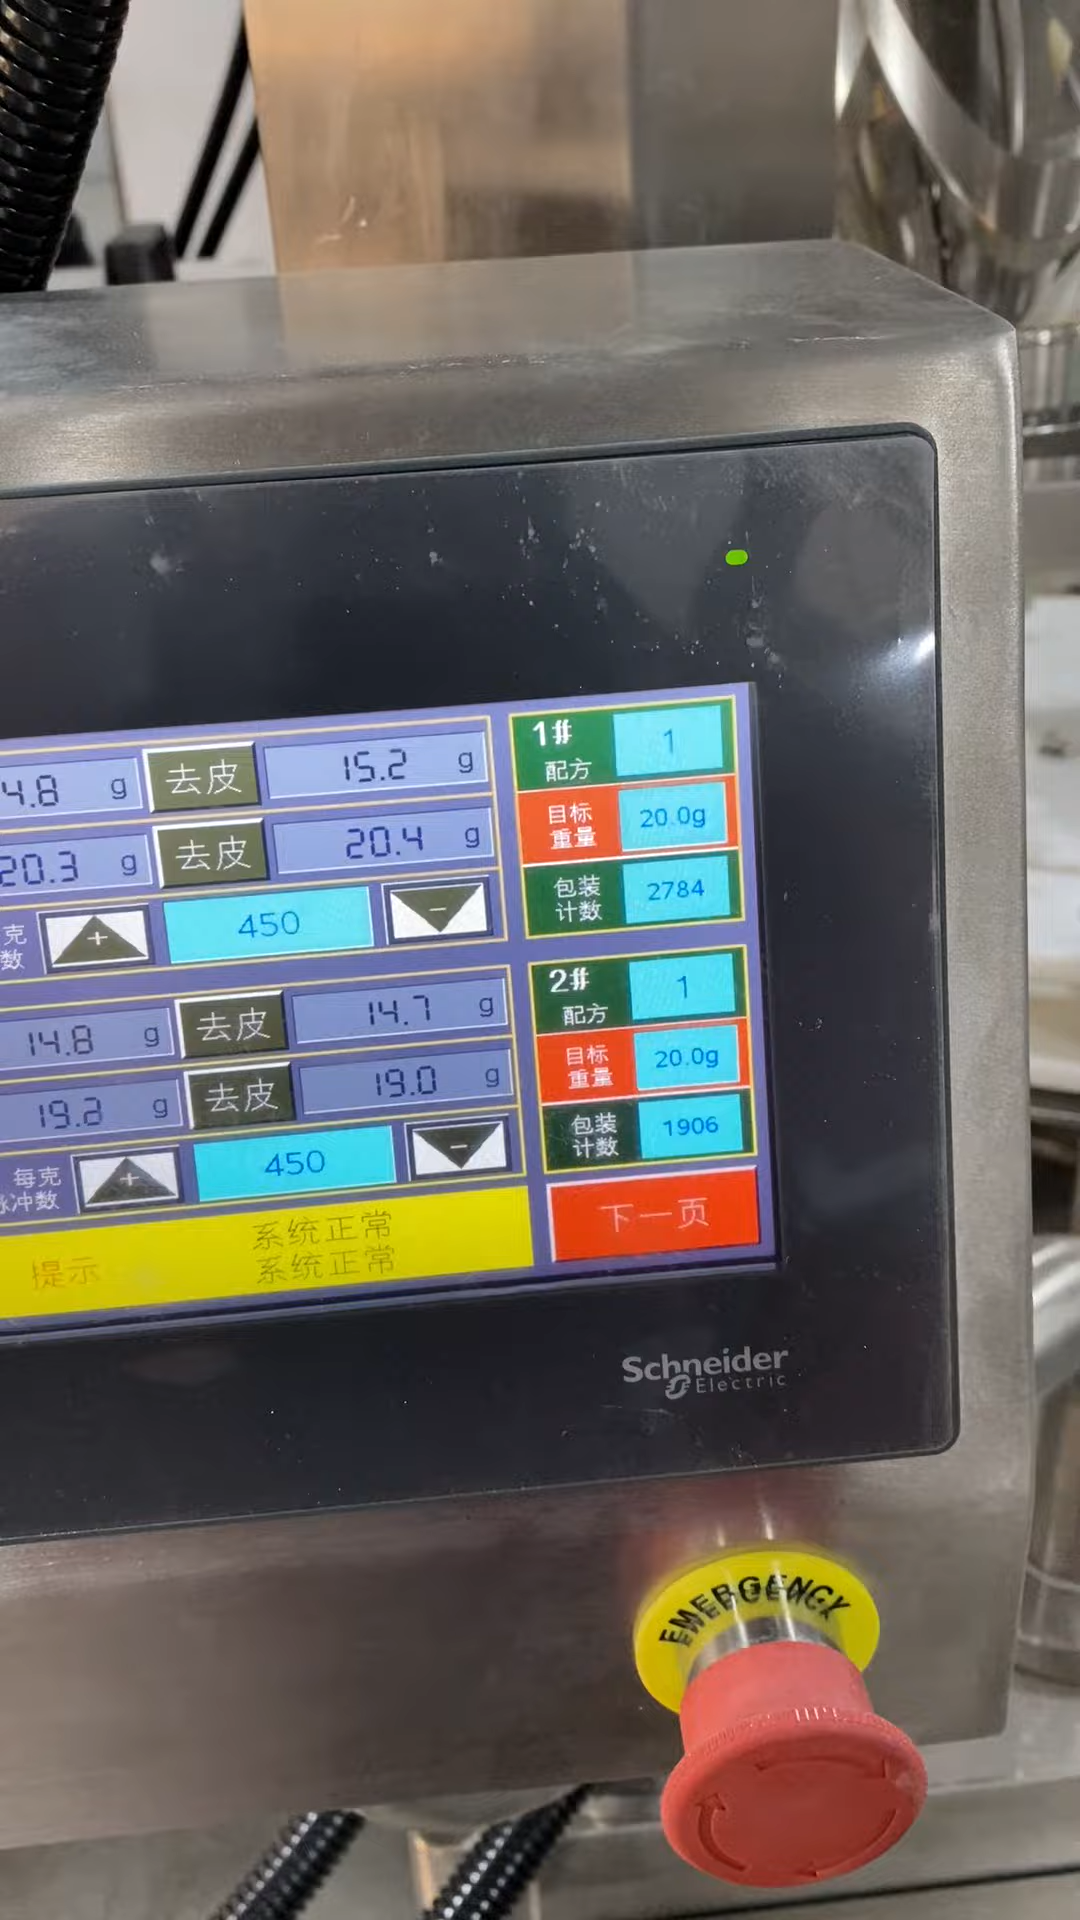 4.8 g 去皮 15.2 g
20.3 g 去皮 20.4 g
克
数
+ 450 −
14.8 g 去皮 14.7 g
19.2 g 去皮 19.0 g
每克
脉冲数
+ 450 −
提示
系统正常
系统正常
1#
配方
1
目标
重量
20.0g
包装
计数
2784
2#
配方
1
目标
重量
20.0g
包装
计数
1906
下一页
Schneider
Electric
EMERGENCY